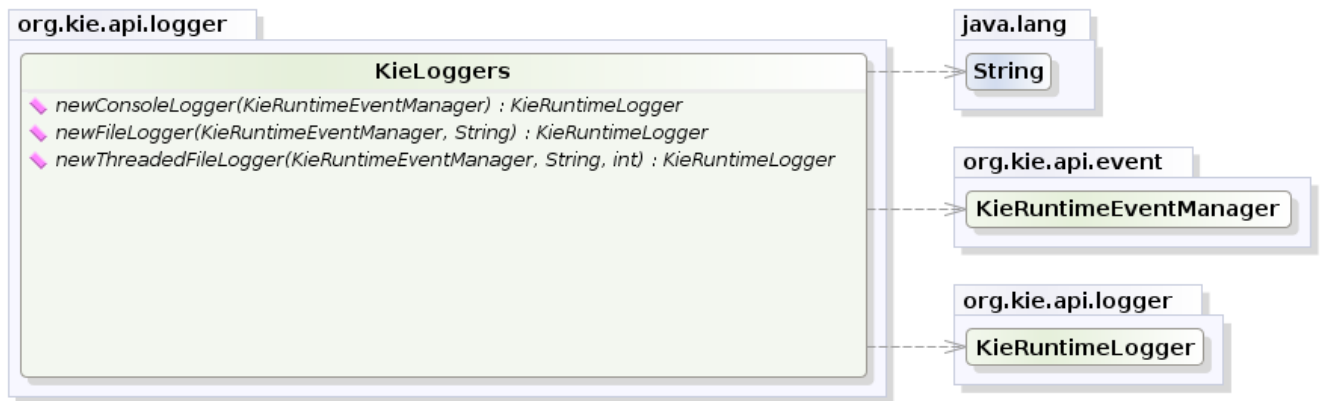 org.kie.api.logger
KieLoggers
newConsoleLogger(KieRuntimeEventManager) : KieRuntimeLogger
newFileLogger(KieRuntimeEventManager, String) : KieRuntimeLogger
newThreadedFileLogger(KieRuntimeEventManager, String, int) : KieRuntimeLogger
java.lang
String
org.kie.api.event
KieRuntimeEventManager
org.kie.api.logger
KieRuntimeLogger